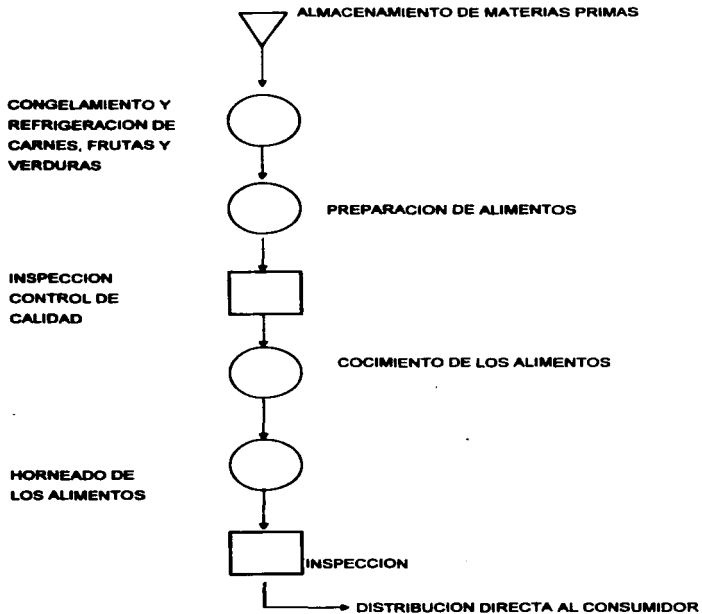 ALMACENAMIENTO DE MATERIAS PRIMAS
CONGELAMIENTO Y
REFRIGERACION DE
CARNES, FRUTAS Y
VERDURAS
PREPARACION DE ALIMENTOS
INSPECCION
CONTROL DE
CALIDAD
COCIMIENTO DE LOS ALIMENTOS
HORNEADO DE
LOS ALIMENTOS
INSPECCION
DISTRIBUCION DIRECTA AL CONSUMIDOR